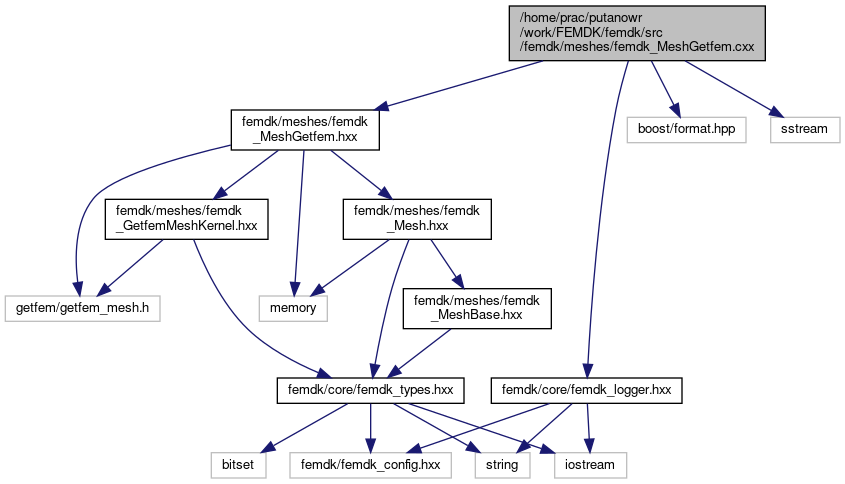 /home/prac/putanowr
/work/FEMDK/femdk/src
/femdk/meshes/femdk_MeshGetfem.cxx
femdk/meshes/femdk
_MeshGetfem.hxx
boost/format.hpp
sstream
femdk/meshes/femdk
_GetfemMeshKernel.hxx
femdk/meshes/femdk
_Mesh.hxx
getfem/getfem_mesh.h
memory
femdk/meshes/femdk
_MeshBase.hxx
femdk/core/femdk_types.hxx
femdk/core/femdk_logger.hxx
bitset
femdk/femdk_config.hxx
string
iostream